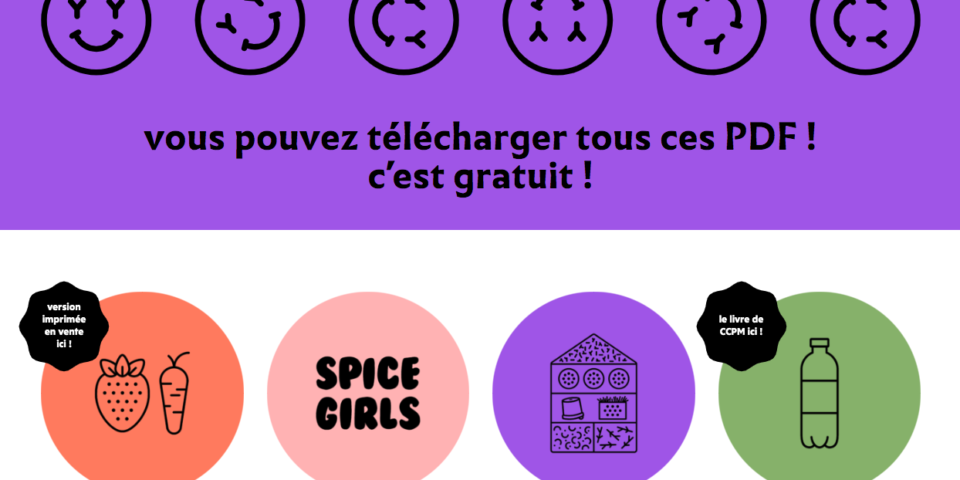 vous pouvez télécharger tous ces PDF !
c’est gratuit !
version
imprimée
en vente
ici !
SPICE
GIRLS
le livre de
CCPM ici !